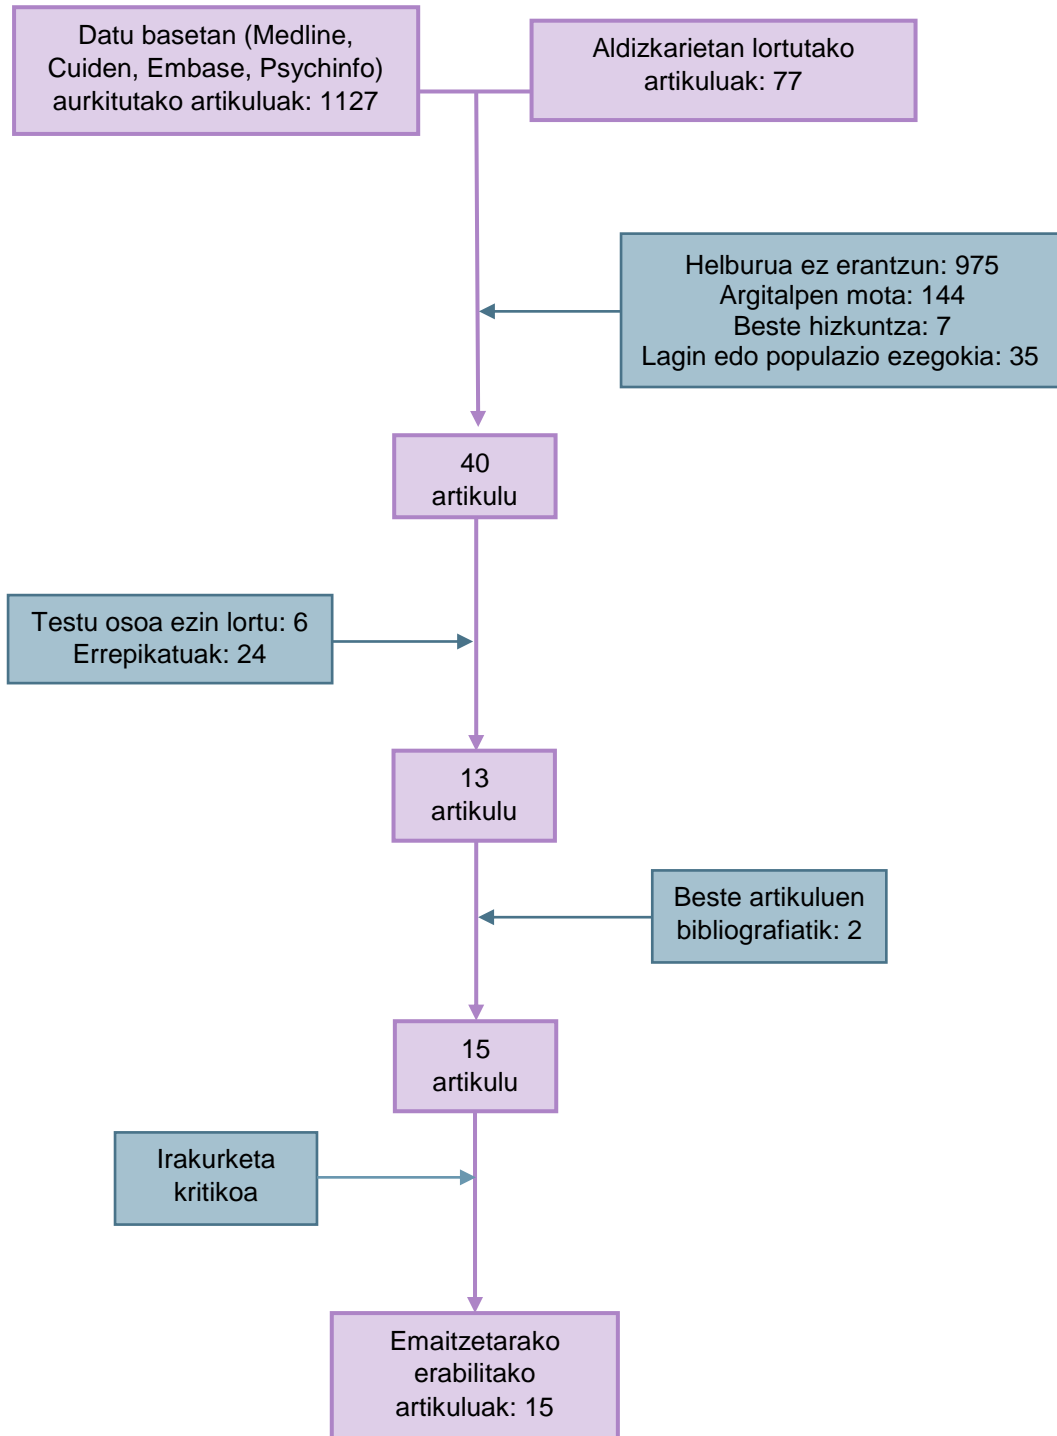 Datu basetan (Medline,
Cuiden, Embase, Psychinfo)
aurkitutako artikuluak: 1127
Aldizkarietan lortutako
artikuluak: 77
Helburua ez erantzun: 975
Argitalpen mota: 144
Beste hizkuntza: 7
Lagin edo populazio ezegokia: 35
40
artikulu
Testu osoa ezin lortu: 6
Errepikatuak: 24
13
artikulu
Beste artikuluen
bibliografiatik: 2
15
artikulu
Irakurketa
kritikoa
Emaitzetarako
erabilitako
artikuluak: 15